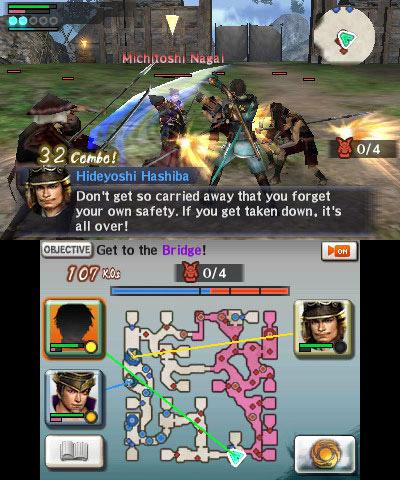 Michitoshi Nagai
32 Combo!
0/4
Hideyoshi Hashiba
Don't get so carried away that you forget
your own safety. If you get taken down, it's
all over!
OBJECTIVE Get to the Bridge!
ON
107 K.O.s
0/4